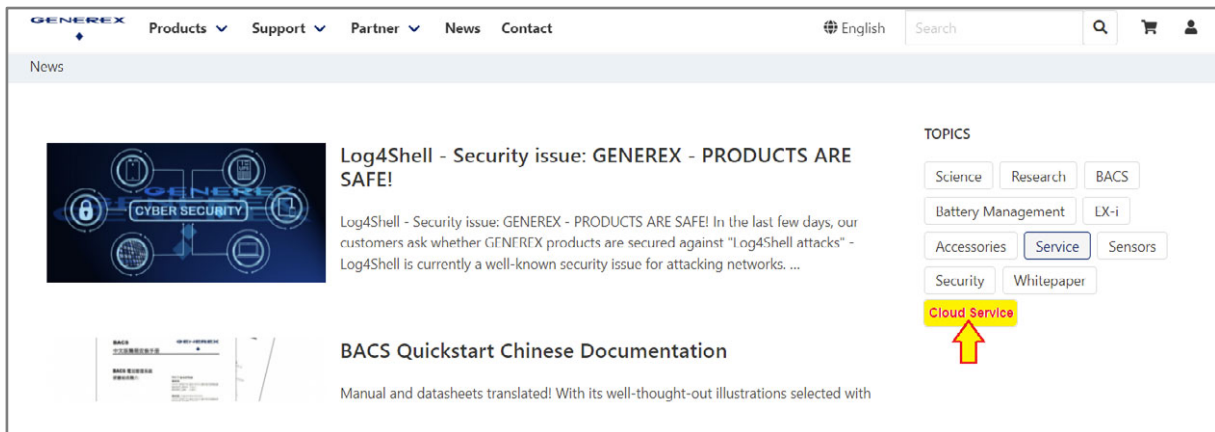 GENEREX
Products
Support
Partner
News
Contact
English
Search
News
GENEREX
CYBER SECURITY
Log4Shell - Security issue: GENEREX - PRODUCTS ARE
SAFE!
Log4Shell - Security issue: GENEREX - PRODUCTS ARE SAFE! In the last few days, our
customers ask whether GENEREX products are secured against "Log4Shell attacks" -
Log4Shell is currently a well-known security issue for attacking networks. ...
TOPICS
Science
Research
BACS
Battery Management
EX-i
Accessories
Service
Sensors
Security
Whitepaper
Cloud Service
BACS
GENEREX
BACS Quickstart Chinese Documentation
Manual and datasheets translated! With its well-thought-out illustrations selected with